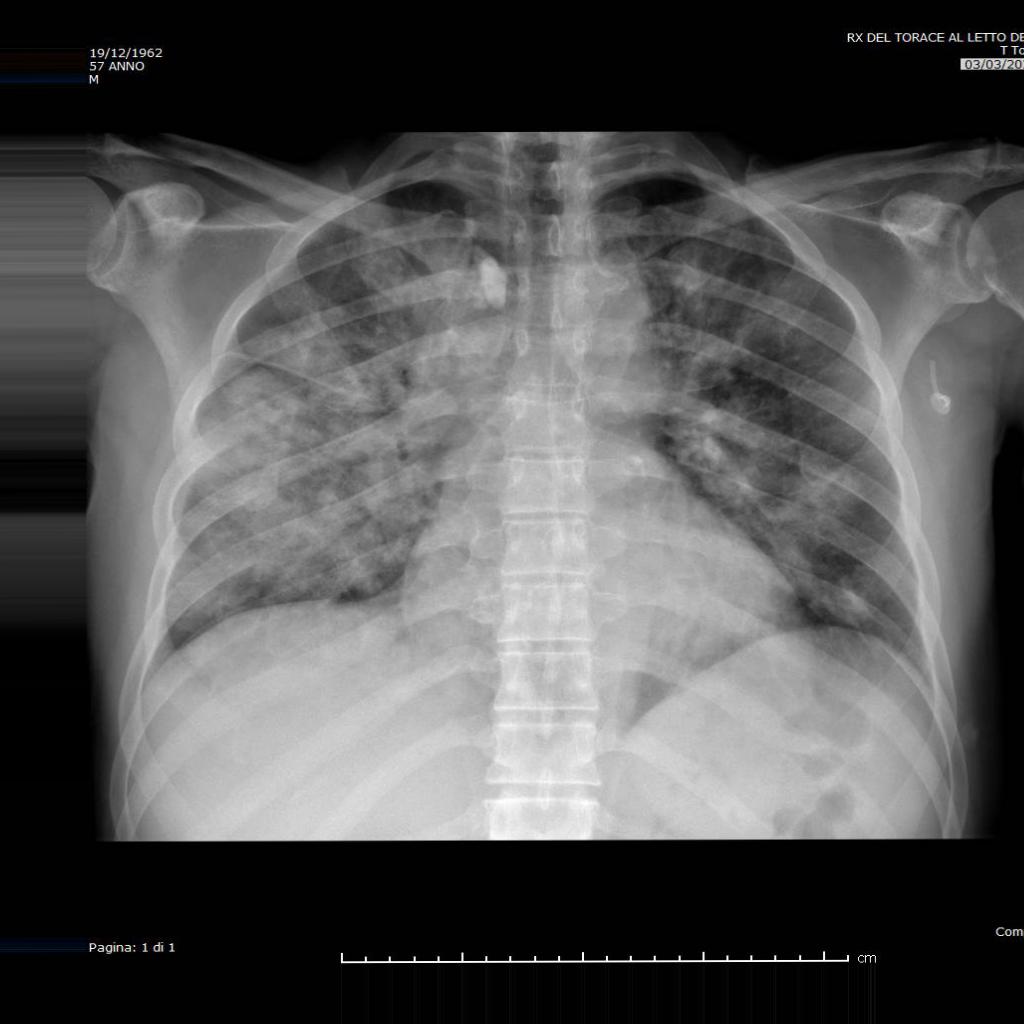 19/12/1962
57 ANNO
M
RX DEL TORACE AL LETTO DE
T To
03/03/20
Pagina: 1 di 1
Com
cm